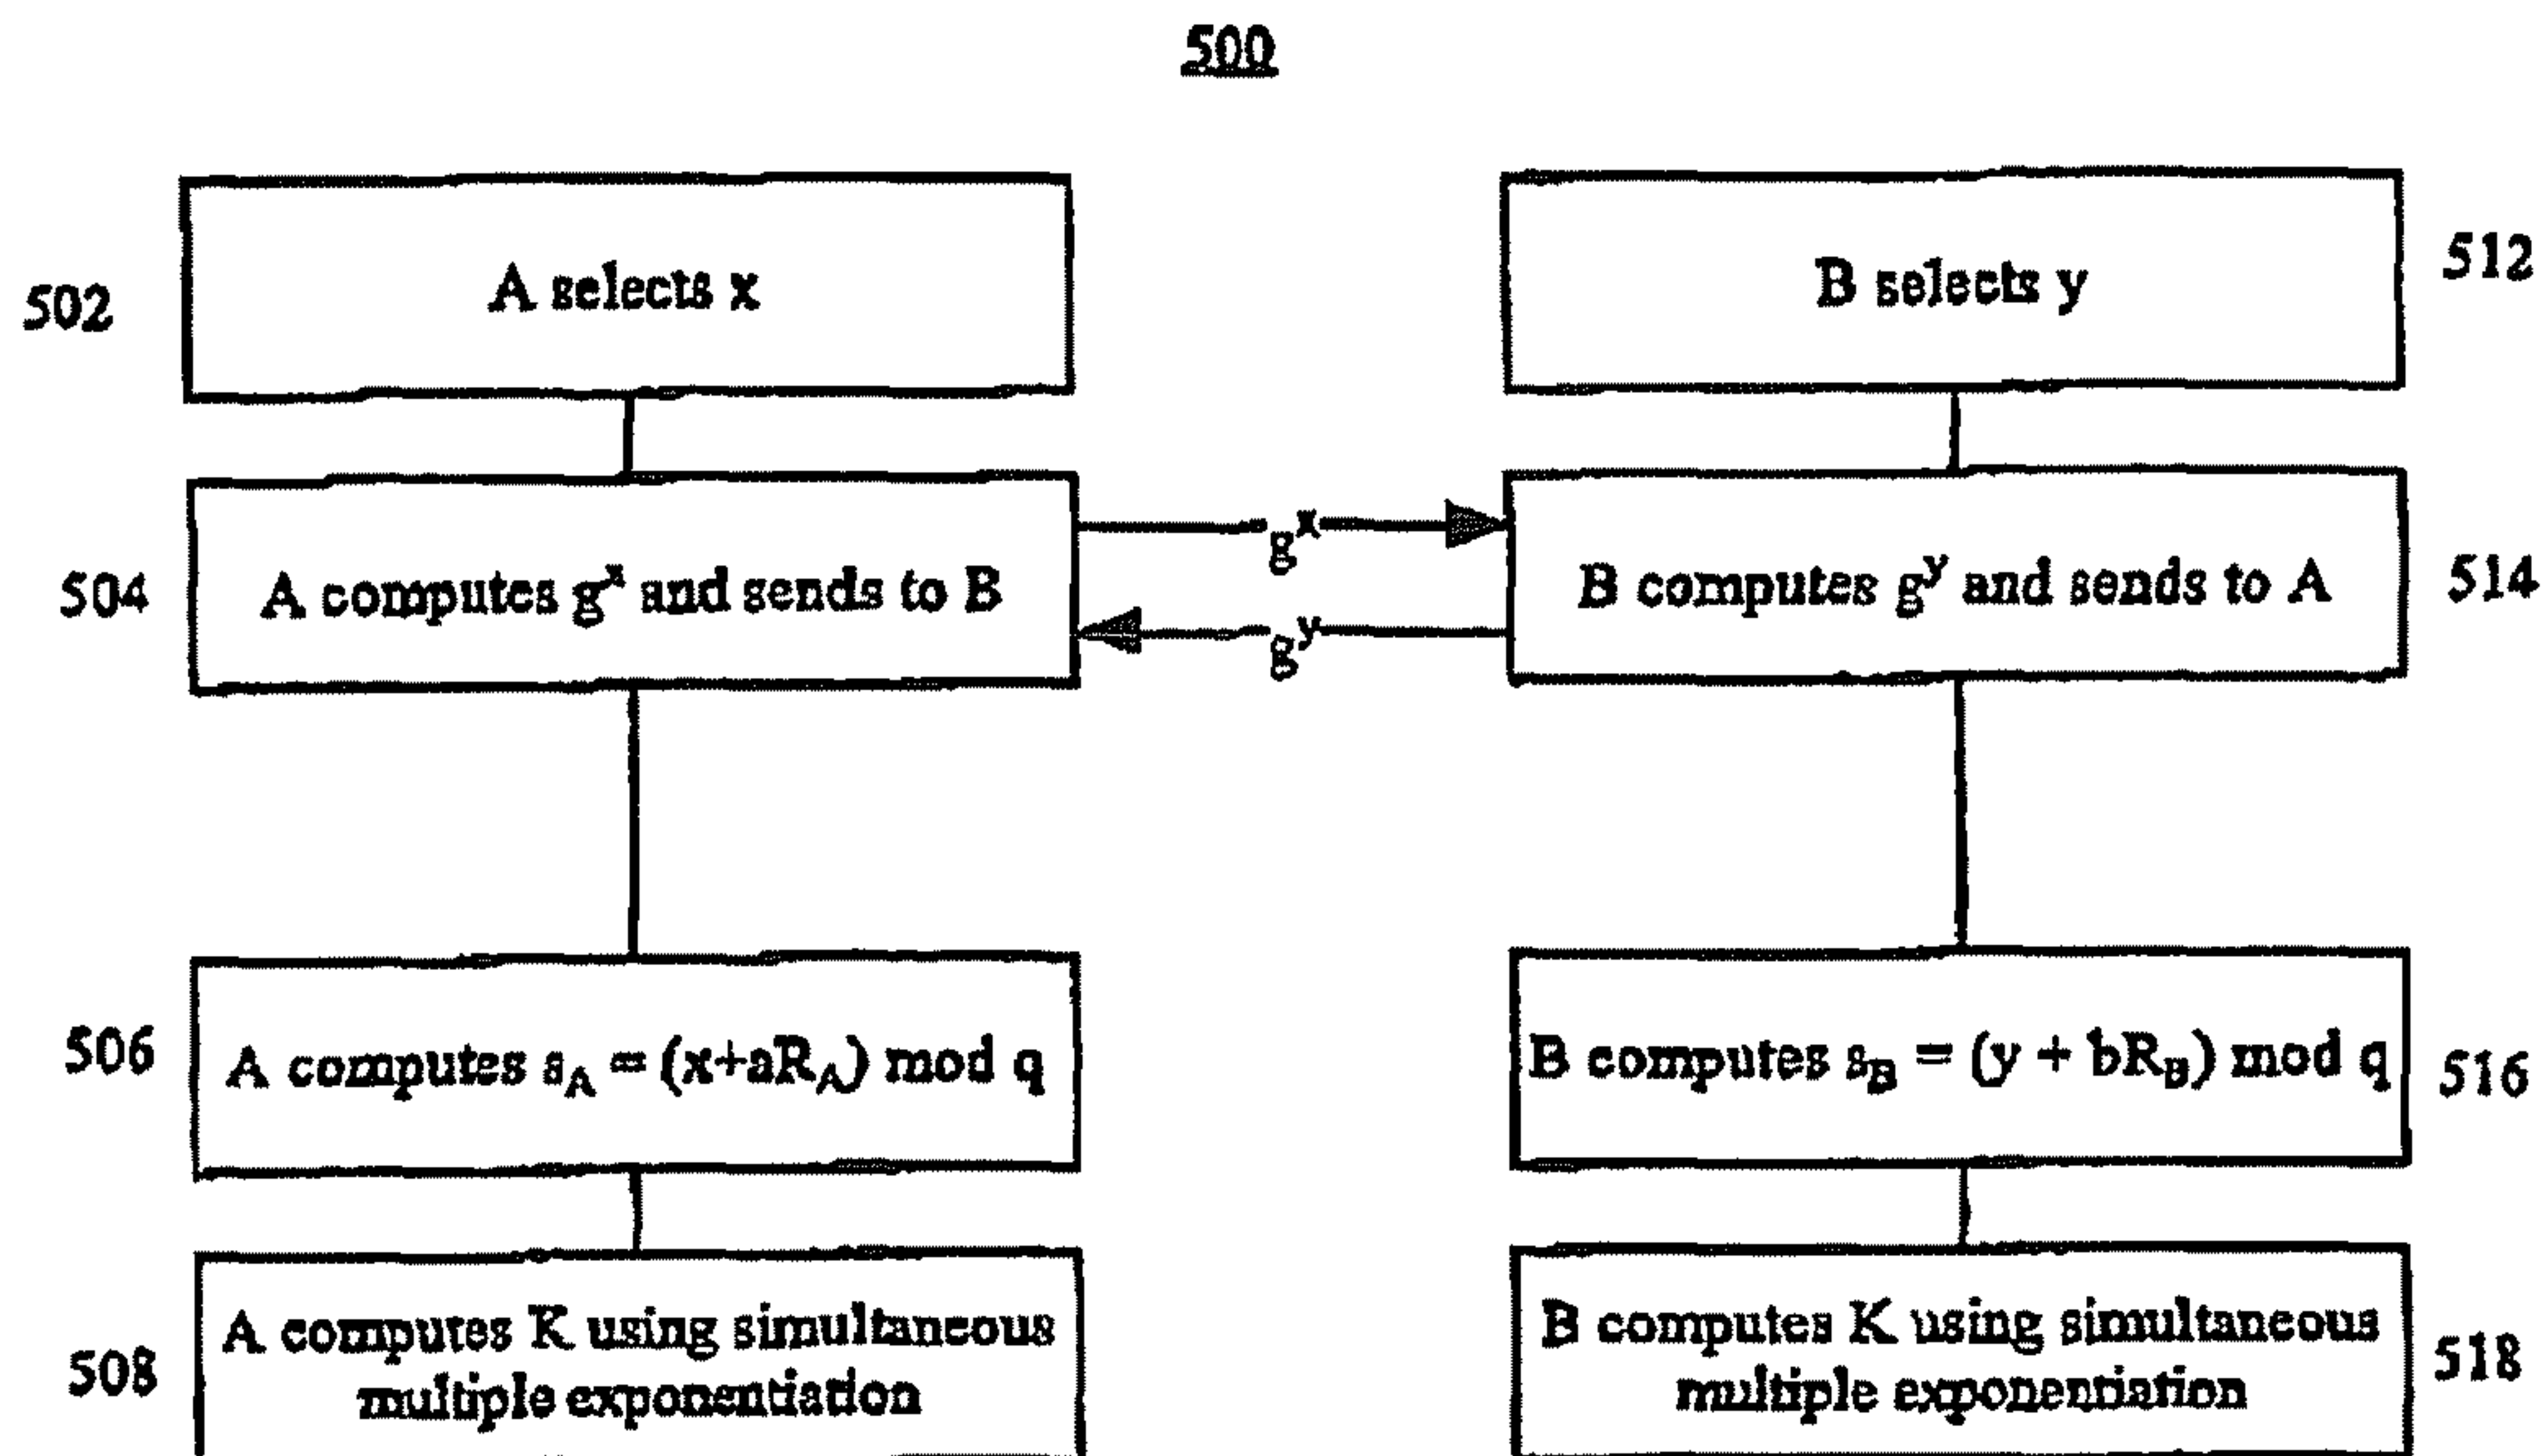 500
502
A selects x
B selects y
512
504
A computes g^x and sends to B
g^x
g^y
B computes g^y and sends to A
514
506
A computes s_A = (x+aR_A) mod q
B computes s_B = (y + bR_B) mod q
516
508
A computes K using simultaneous
multiple exponentiation
B computes K using simultaneous
multiple exponentiation
518